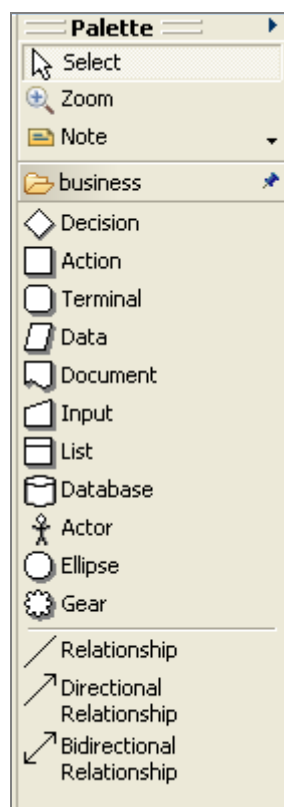 Palette
Select
Zoom
Note
business
Decision
Action
Terminal
Data
Document
Input
List
Database
Actor
Ellipse
Gear
Relationship
Directional
Relationship
Bidirectional
Relationship